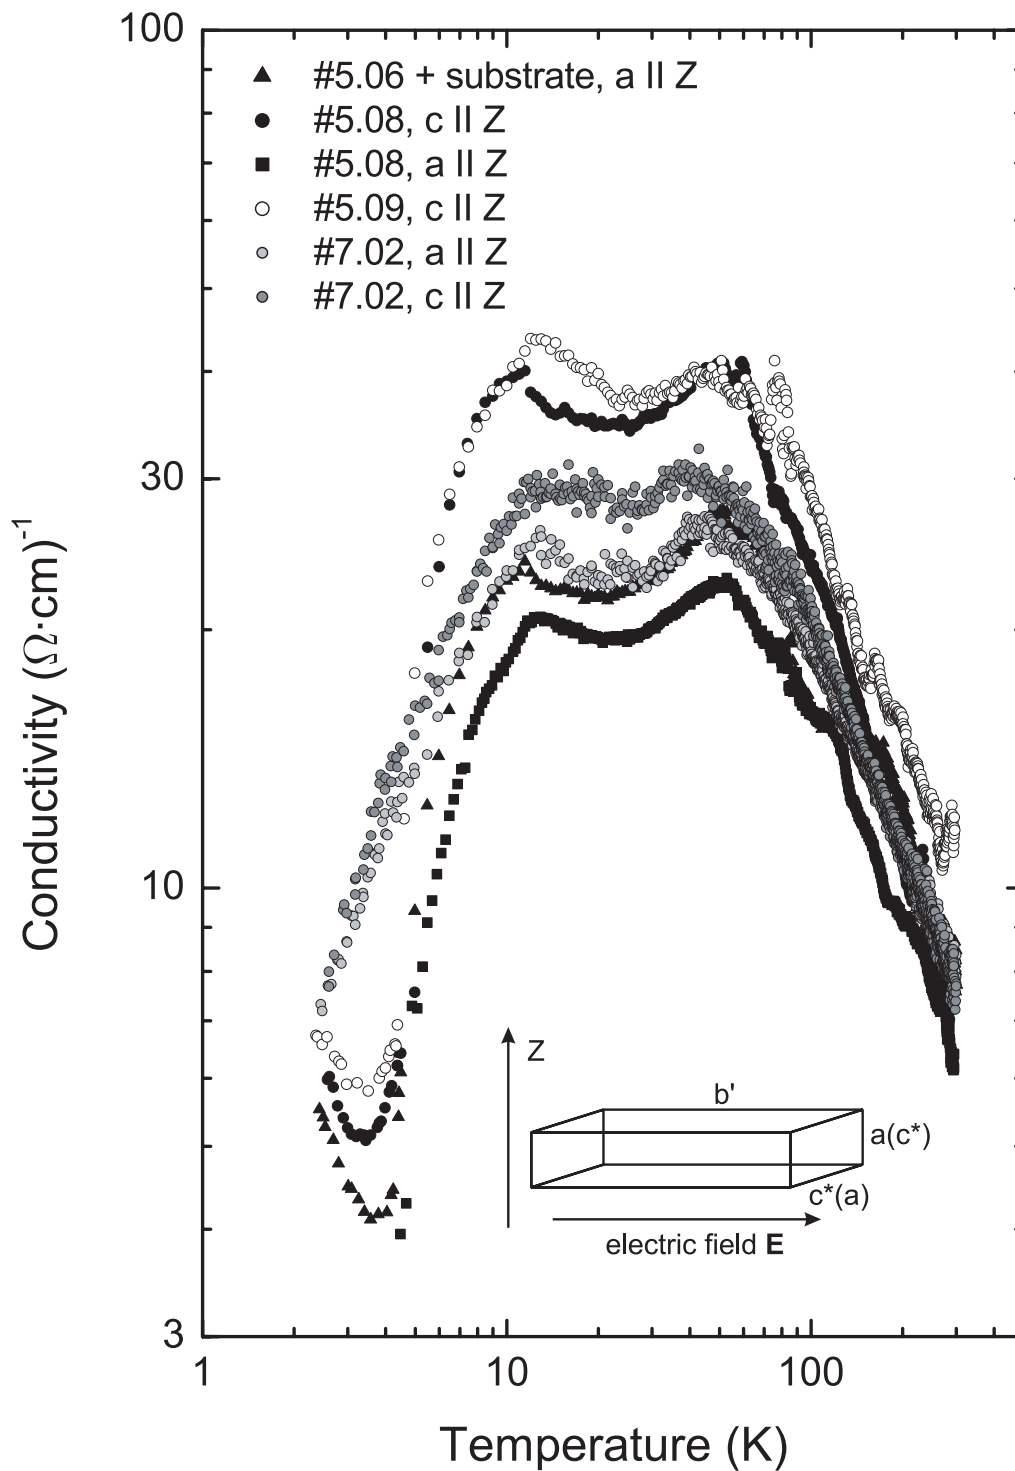 100
#5.06 + substrate, a II Z
#5.08, c II Z
#5.08, a II Z
#5.09, c II Z
#7.02, a II Z
#7.02, c II Z
30
Conductivity (Ω·cm)⁻¹
10
Z
b'
a(c*)
c*(a)
electric field E
3
1
10
100
Temperature (K)